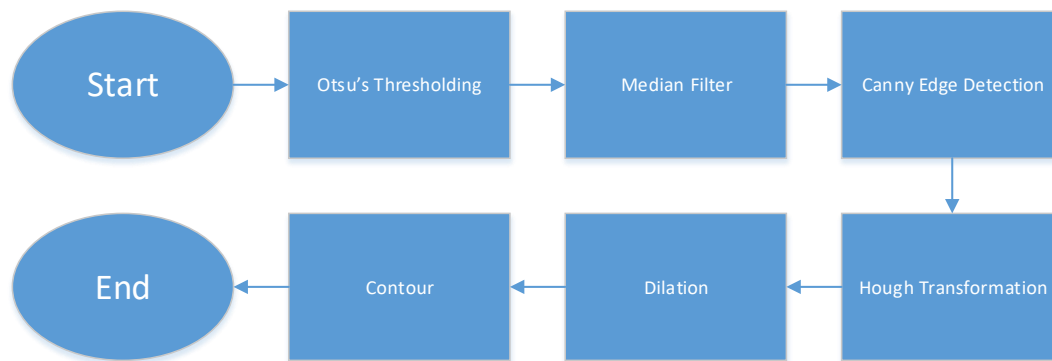 Start
Otsu’s Thresholding
Median Filter
Canny Edge Detection
Hough Transformation
Dilation
Contour
End